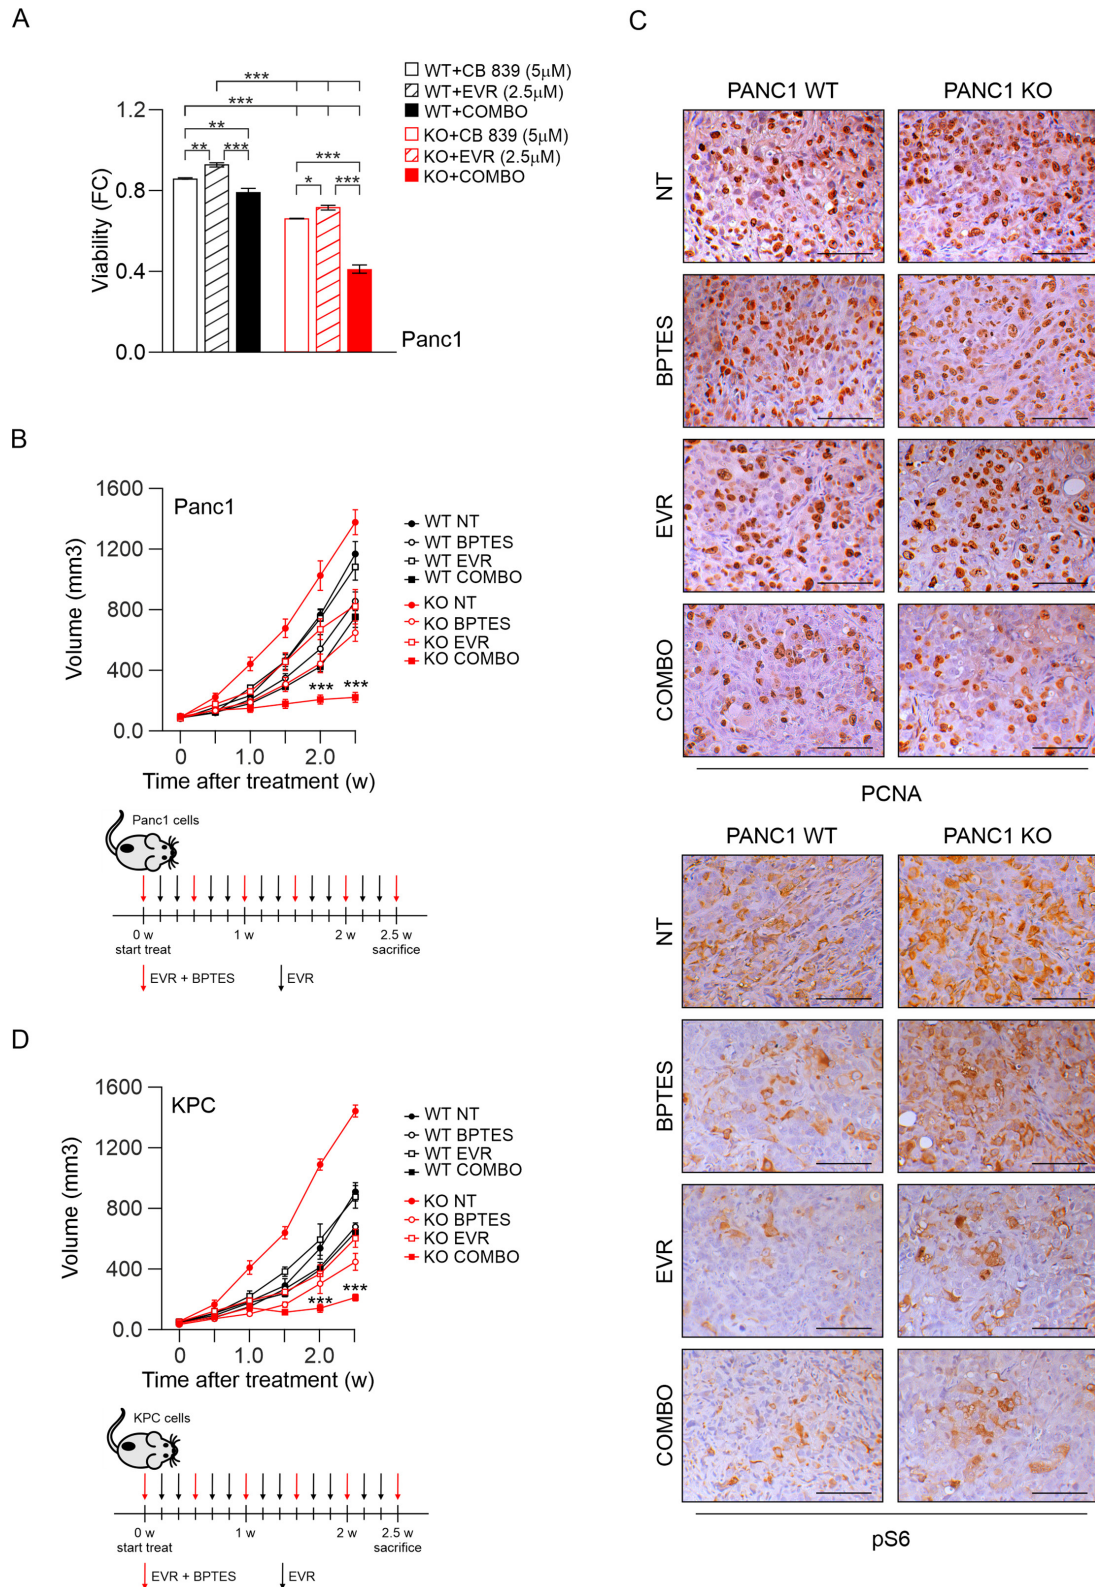 A
***
***
**
**
***
***
*
***
WT+CB 839 (5µM)
WT+EVR (2.5µM)
WT+COMBO
KO+CB 839 (5µM)
KO+EVR (2.5µM)
KO+COMBO
Viability (FC)
1.2
0.8
0.4
0.0
Panc1
B
Panc1
Volume (mm3)
1600
1200
800
400
0.0
*** ***
0 1.0 2.0
Time after treatment (w)
WT NT
WT BPTES
WT EVR
WT COMBO
KO NT
KO BPTES
KO EVR
KO COMBO
Panc1 cells
0 w 1 w 2 w 2.5 w
start treat sacrifice
EVR + BPTES EVR
D
KPC
Volume (mm3)
1600
1200
800
400
0.0
*** ***
0 1.0 2.0
Time after treatment (w)
WT NT
WT BPTES
WT EVR
WT COMBO
KO NT
KO BPTES
KO EVR
KO COMBO
KPC cells
0 w 1 w 2 w 2.5 w
start treat sacrifice
EVR + BPTES EVR
C
PANC1 WT PANC1 KO
NT
BPTES
EVR
COMBO
PCNA
PANC1 WT PANC1 KO
NT
BPTES
EVR
COMBO
pS6